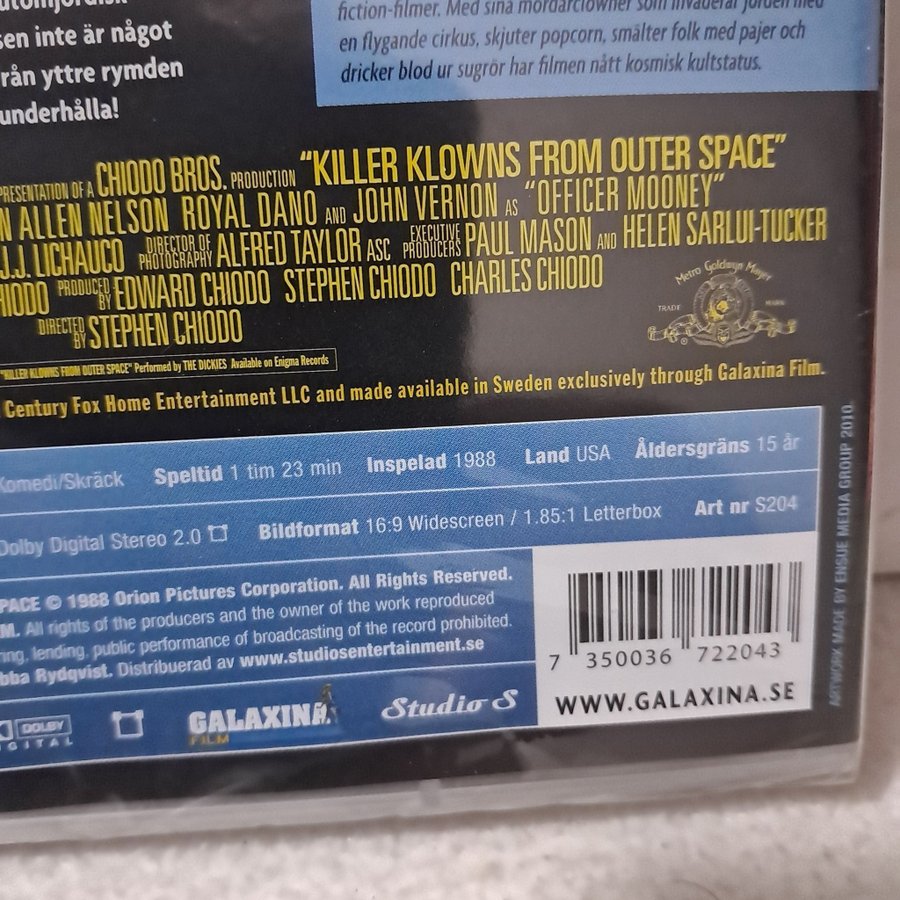 sen inte är något
rån yttre rymden
underhålla!
fiction-filmer. Med sina mördarclowner som invaderar jorden med
en flygande cirkus, skjuter popcorn, smälter folk med pajer och
dricker blod ur sugrör har filmen nått kosmisk kultstatus.
PRESENTATION OF A CHIODO BROS. PRODUCTION "KILLER KLOWNS FROM OUTER SPACE"
N ALLEN NELSON ROYAL DANO AND JOHN VERNON AS "OFFICER MOONEY"
J.J. LICHAUCO DIRECTOR OF PHOTOGRAPHY ALFRED TAYLOR ASC EXECUTIVE PRODUCERS PAUL MASON AND HELEN SARLUI-TUCKER
HIODO PRODUCED BY EDWARD CHIODO STEPHEN CHIODO CHARLES CHIODO
DIRECTED BY STEPHEN CHIODO
Metro Goldwyn Mayer
TRADE MARK
"KILLER KLOWNS FROM OUTER SPACE" Performed by THE DICKIES Available on Enigma Records
Century Fox Home Entertainment LLC and made available in Sweden exclusively through Galaxina Film.
Komedi/Skräck Speltid 1 tim 23 min Inspelad 1988 Land USA Åldersgräns 15 år
Dolby Digital Stereo 2.0 Bildformat 16:9 Widescreen / 1.85:1 Letterbox Art nr S204
PACE © 1988 Orion Pictures Corporation. All Rights Reserved.
M. All rights of the producers and the owner of the work reproduced
ring, lending, public performance of broadcasting of the record prohibited.
bba Rydqvist. Distribuerad av www.studiosentertainment.se
DOLBY
DIGITAL
GALAXINA
FILM
Studio S
7 350036 722043
WWW.GALAXINA.SE
ARTWORK MADE BY ENSUE MEDIA GROUP 2010.